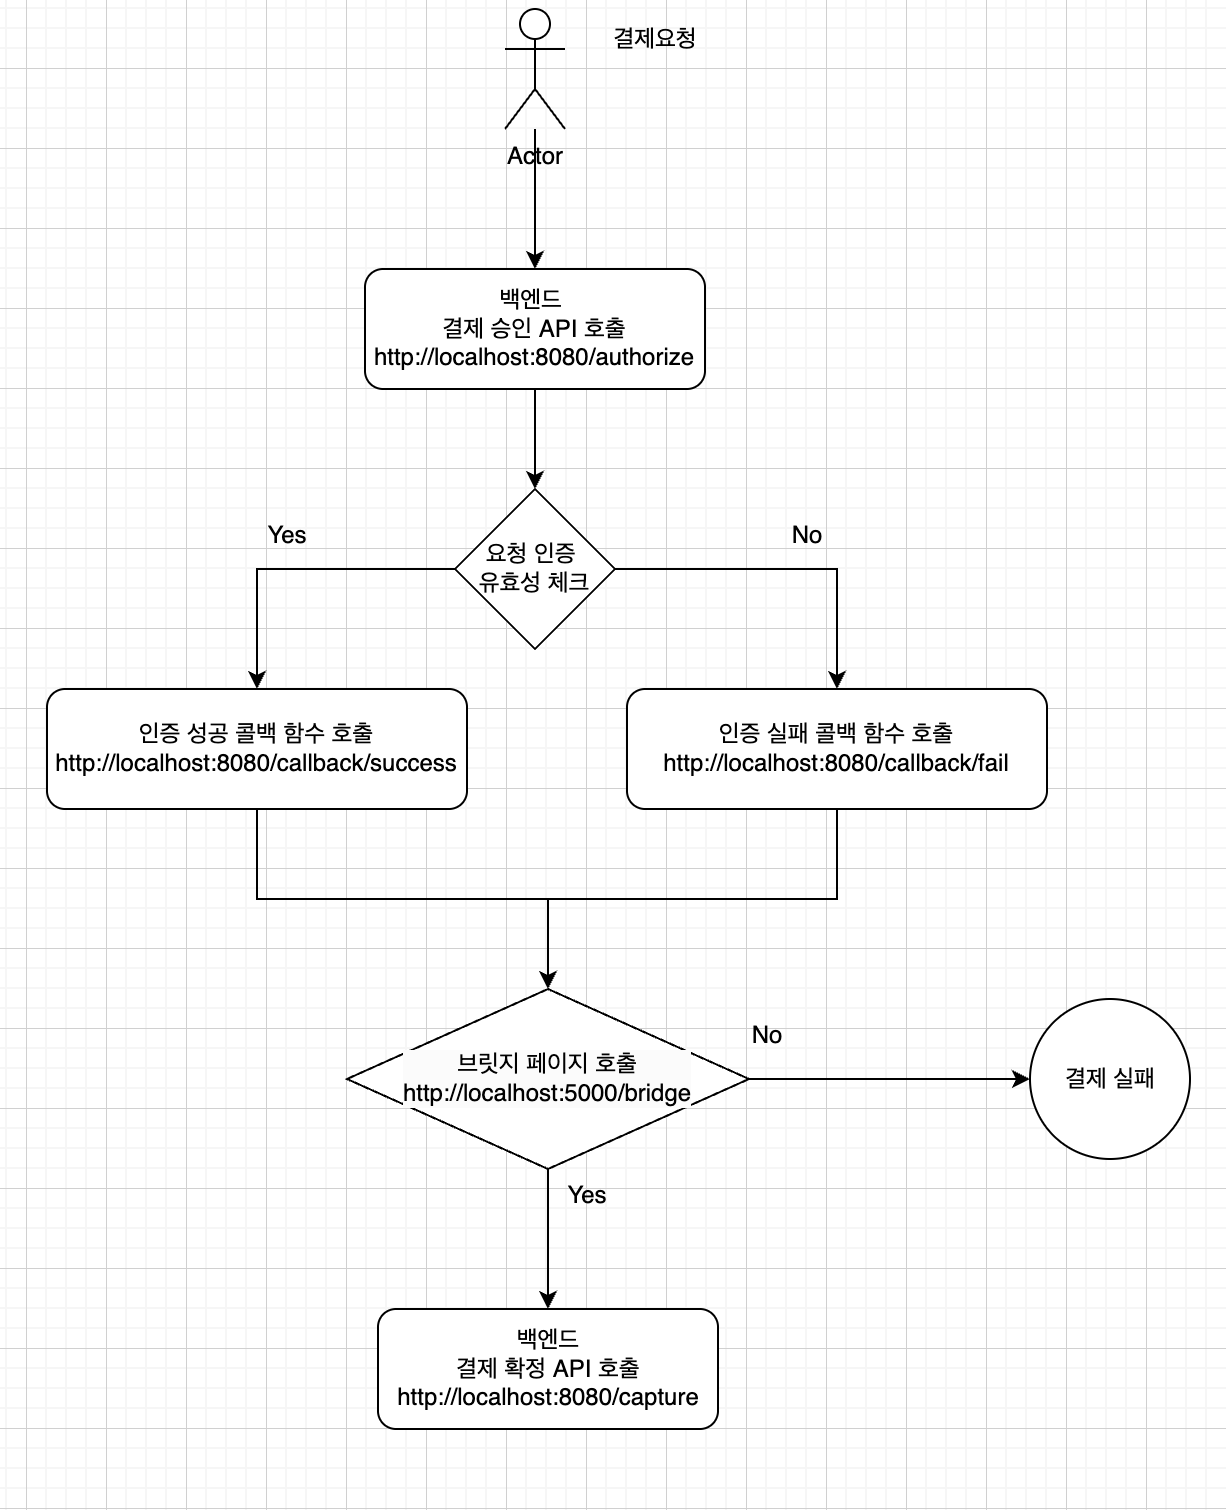 결제요청
Actor
백엔드
결제 승인 API 호출
http://localhost:8080/authorize
Yes
No
요청 인증
유효성 체크
인증 성공 콜백 함수 호출
http://localhost:8080/callback/success
인증 실패 콜백 함수 호출
http://localhost:8080/callback/fail
브릿지 페이지 호출
http://localhost:5000/bridge
No
결제 실패
Yes
백엔드
결제 확정 API 호출
http://localhost:8080/capture